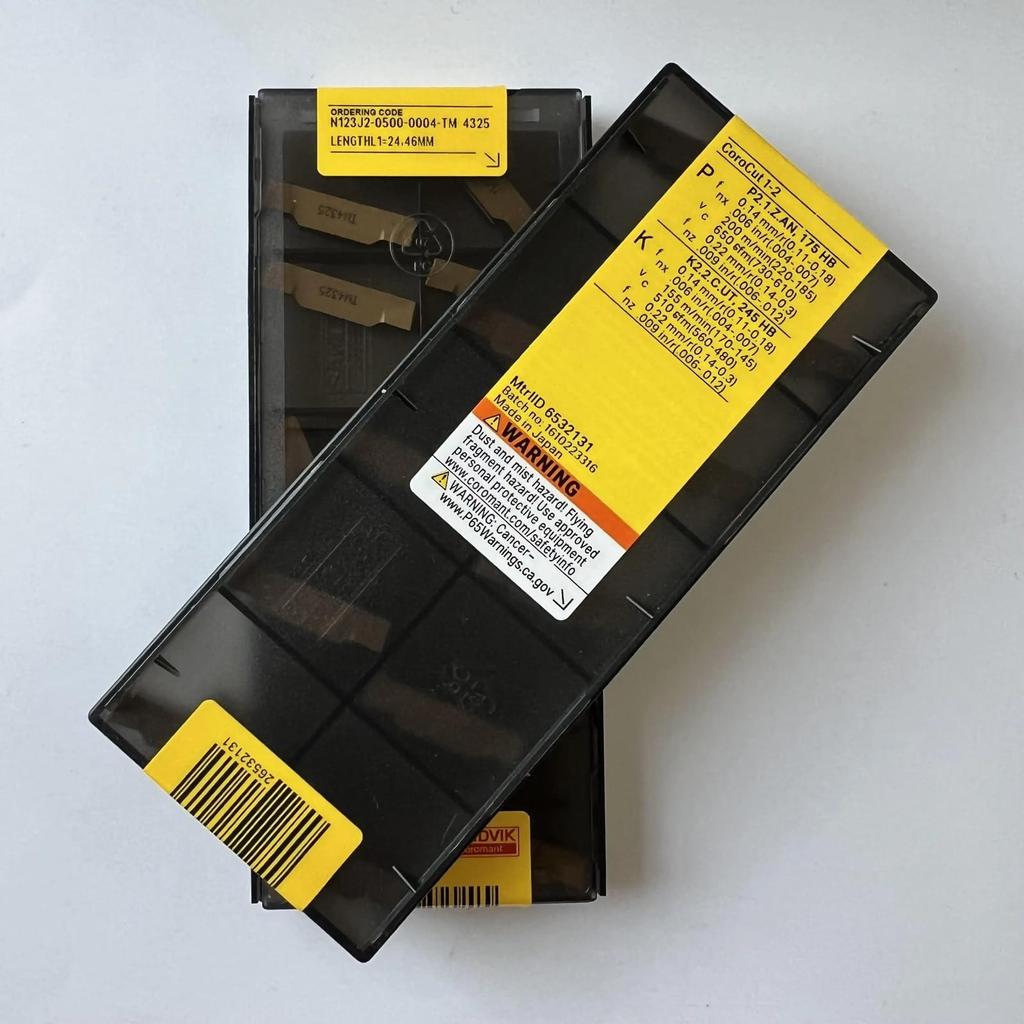 ORDERING CODE
N123J2-0500-0004-TM 4325
LENGTHL1=24.46MM
TM4325
TM4325
PC
CoroCut 1-2
P P2.1.Z.AN, 175 HB
fnx 0.14 mm/r(0.11-0.18)
.006 in/r(.004-.007)
vc 200 m/min(220-185)
650 sfm(730-610)
fnz 0.22 mm/r(0.14-0.3)
.009 in/r(.006-.012)
K K2.2.C.UT, 245 HB
fnx 0.14 mm/r(0.11-0.18)
.006 in/r(.004-.007)
vc 155 m/min(170-145)
510 sfm(560-480)
fnz 0.22 mm/r(0.14-0.3)
.009 in/r(.006-.012)
MtrlID 6532131
Batch no: 1610223316
Made in Japan
WARNING
Dust and mist hazard! Flying
fragment hazard! Use approved
personal protective equipment
www.coromant.com/safetyinfo
WARNING: Cancer-
www.P65Warnings.ca.gov
26532131
DVIK
oromant